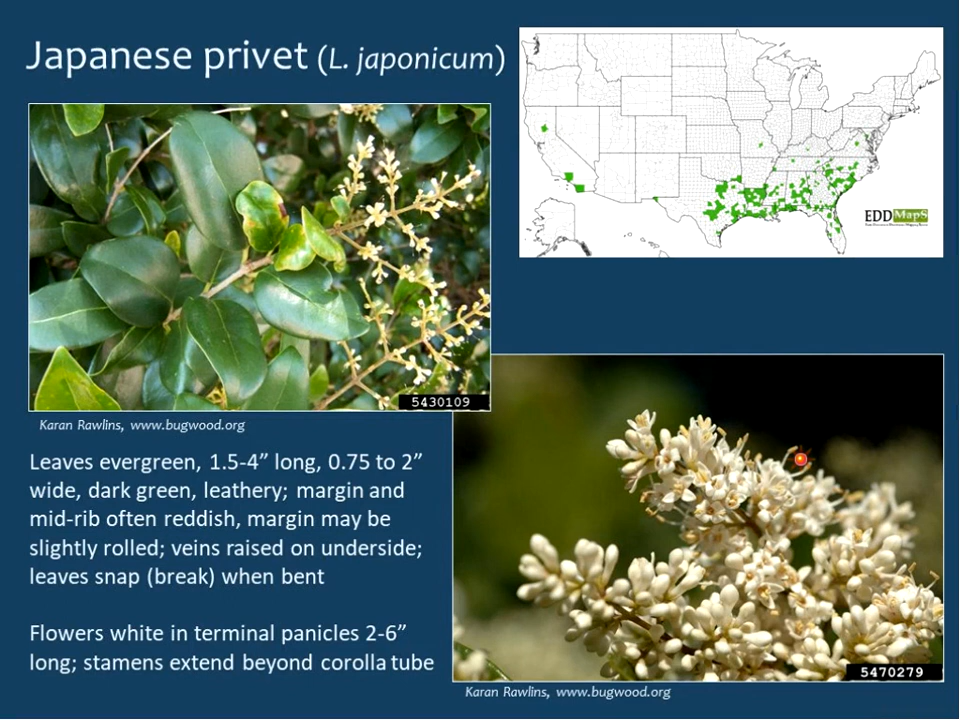 Japanese privet (L. japonicum)
EDDMapS
5430109
Karan Rawlins, www.bugwood.org
Leaves evergreen, 1.5-4” long, 0.75 to 2”
wide, dark green, leathery; margin and
mid-rib often reddish, margin may be
slightly rolled; veins raised on underside;
leaves snap (break) when bent
Flowers white in terminal panicles 2-6”
long; stamens extend beyond corolla tube
5470279
Karan Rawlins, www.bugwood.org